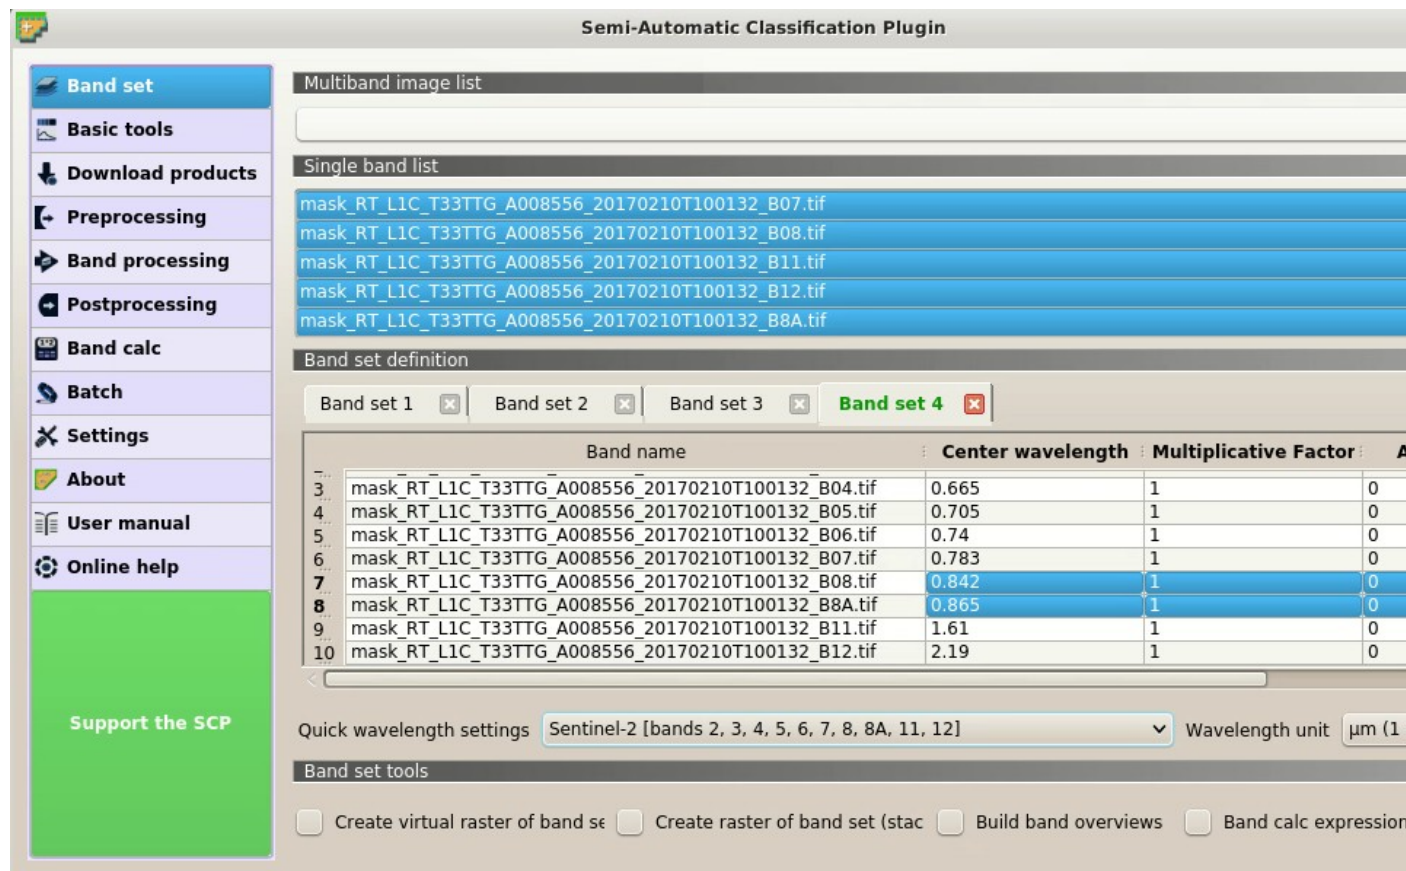 Semi-Automatic Classification Plugin
Band set
Basic tools
Download products
Preprocessing
Band processing
Postprocessing
Band calc
Batch
Settings
About
User manual
Online help
Support the SCP
Multiband image list
Single band list
mask_RT_L1C_T33TTG_A008556_20170210T100132_B07.tif
mask_RT_L1C_T33TTG_A008556_20170210T100132_B08.tif
mask_RT_L1C_T33TTG_A008556_20170210T100132_B11.tif
mask_RT_L1C_T33TTG_A008556_20170210T100132_B12.tif
mask_RT_L1C_T33TTG_A008556_20170210T100132_B8A.tif
Band set definition
Band set 1 Band set 2 Band set 3 Band set 4
Band name Center wavelength Multiplicative Factor A
3 mask_RT_L1C_T33TTG_A008556_20170210T100132_B04.tif 0.665 1 0
4 mask_RT_L1C_T33TTG_A008556_20170210T100132_B05.tif 0.705 1 0
5 mask_RT_L1C_T33TTG_A008556_20170210T100132_B06.tif 0.74 1 0
6 mask_RT_L1C_T33TTG_A008556_20170210T100132_B07.tif 0.783 1 0
7 mask_RT_L1C_T33TTG_A008556_20170210T100132_B08.tif 0.842 1 0
8 mask_RT_L1C_T33TTG_A008556_20170210T100132_B8A.tif 0.865 1 0
9 mask_RT_L1C_T33TTG_A008556_20170210T100132_B11.tif 1.61 1 0
10 mask_RT_L1C_T33TTG_A008556_20170210T100132_B12.tif 2.19 1 0
Quick wavelength settings Sentinel-2 [bands 2, 3, 4, 5, 6, 7, 8, 8A, 11, 12] Wavelength unit µm (1
Band set tools
Create virtual raster of band se Create raster of band set (stac Build band overviews Band calc expression